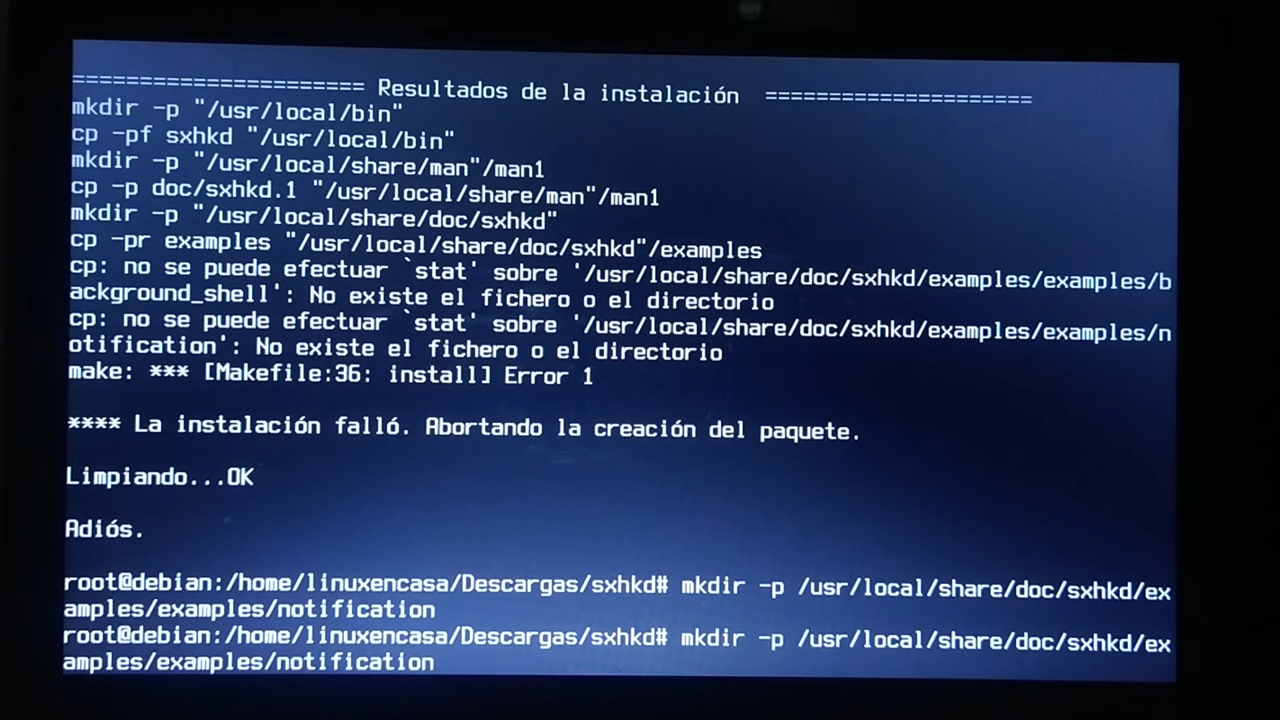 ====================== Resultados de la instalación ====================
mkdir -p "/usr/local/bin"
cp -pf sxhkd "/usr/local/bin"
mkdir -p "/usr/local/share/man"/man1
cp -p doc/sxhkd.1 "/usr/local/share/man"/man1
mkdir -p "/usr/local/share/doc/sxhkd"
cp -pr examples "/usr/local/share/doc/sxhkd"/examples
cp: no se puede efectuar `stat' sobre '/usr/local/share/doc/sxhkd/examples/examples/b
ackground_shell': No existe el fichero o el directorio
cp: no se puede efectuar `stat' sobre '/usr/local/share/doc/sxhkd/examples/examples/n
otification': No existe el fichero o el directorio
make: *** [Makefile:36: install] Error 1
**** La instalación falló. Abortando la creación del paquete.
Limpiando...OK
Adiós.
root@debian:/home/linuxencasa/Descargas/sxhkd# mkdir -p /usr/local/share/doc/sxhkd/ex
amples/examples/notification
root@debian:/home/linuxencasa/Descargas/sxhkd# mkdir -p /usr/local/share/doc/sxhkd/ex
amples/examples/notification